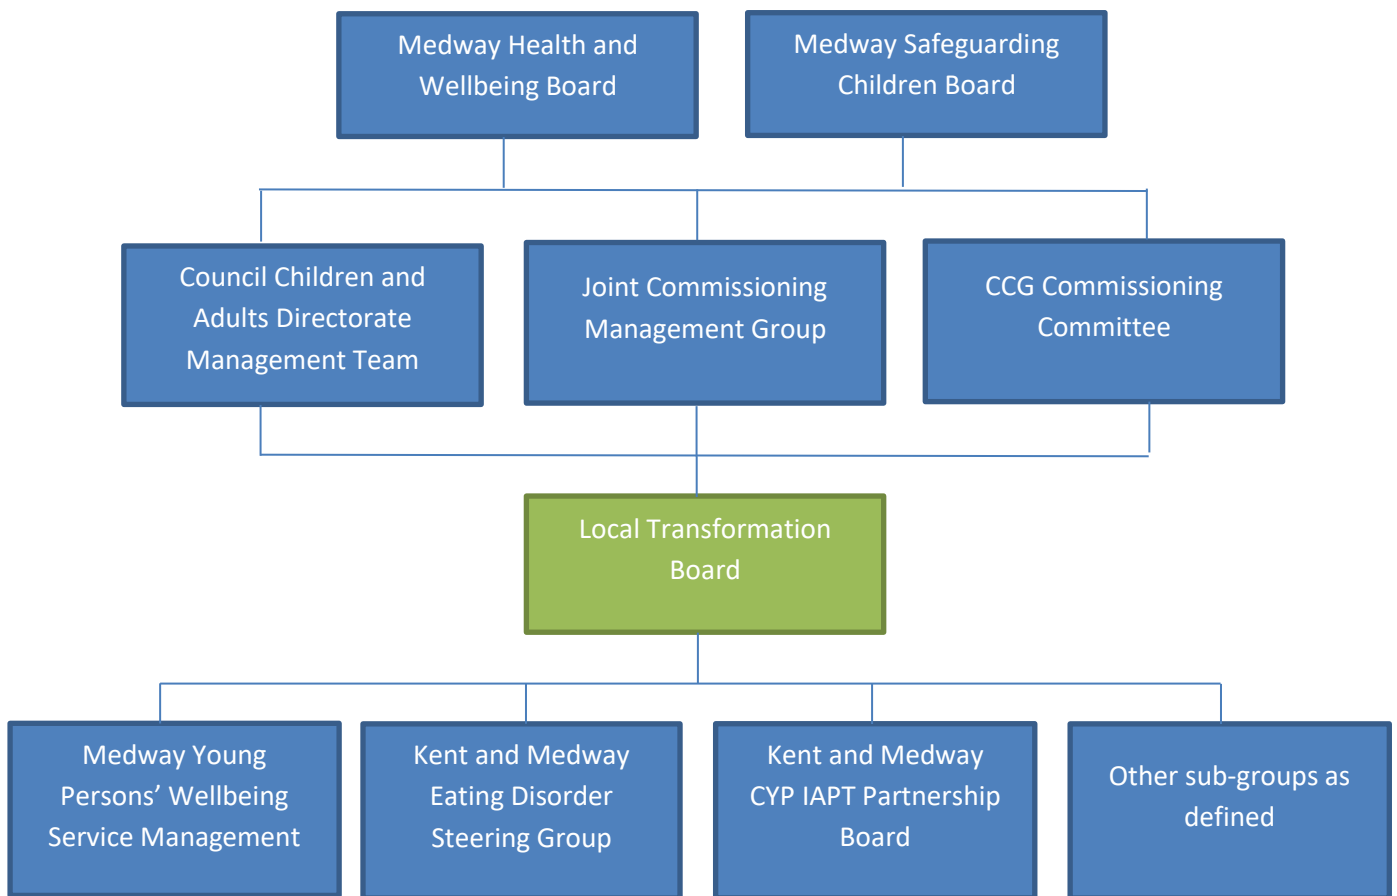 Medway Health and
Wellbeing Board
Medway Safeguarding
Children Board
Council Children and
Adults Directorate
Management Team
Joint Commissioning
Management Group
CCG Commissioning
Committee
Local Transformation
Board
Medway Young
Persons’ Wellbeing
Service Management
Kent and Medway
Eating Disorder
Steering Group
Kent and Medway
CYP IAPT Partnership
Board
Other sub-groups as
defined